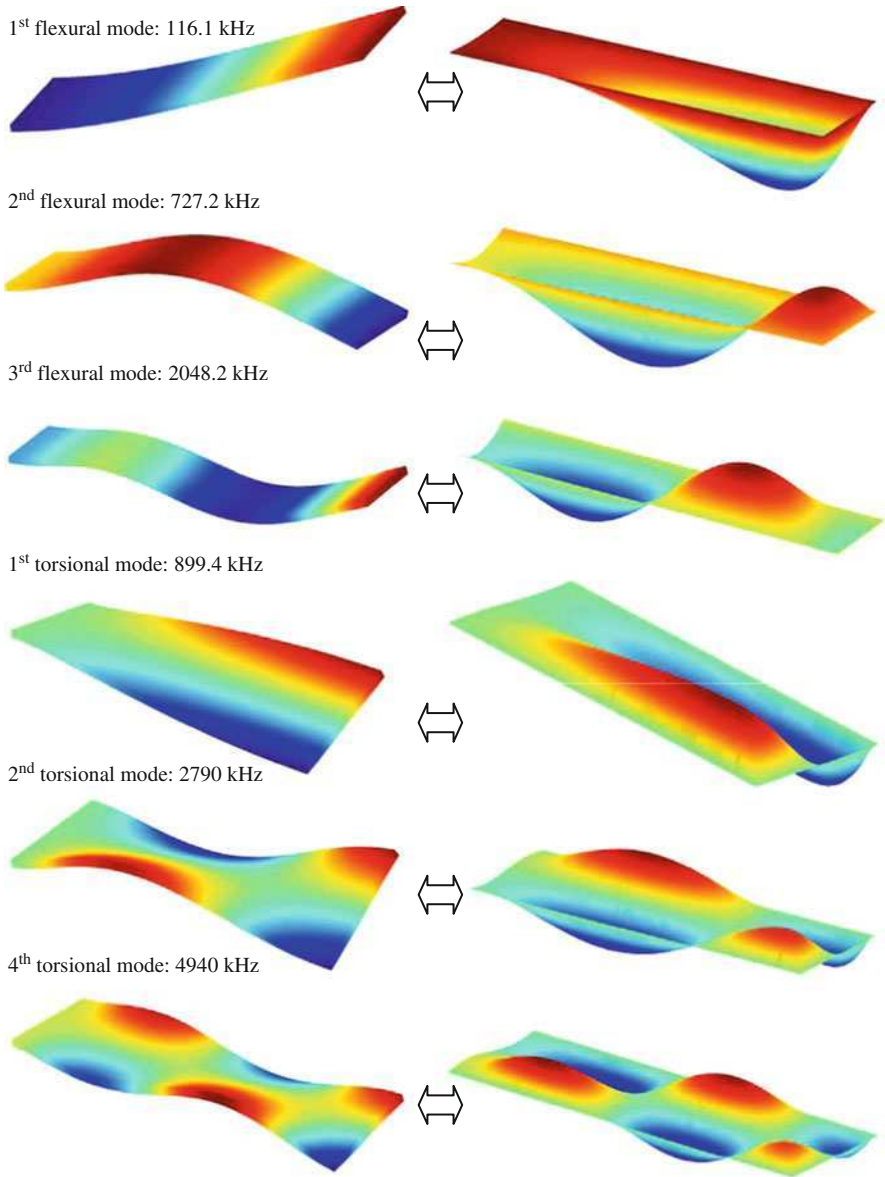 1st flexural mode: 116.1 kHz
2nd flexural mode: 727.2 kHz
3rd flexural mode: 2048.2 kHz
1st torsional mode: 899.4 kHz
2nd torsional mode: 2790 kHz
4th torsional mode: 4940 kHz